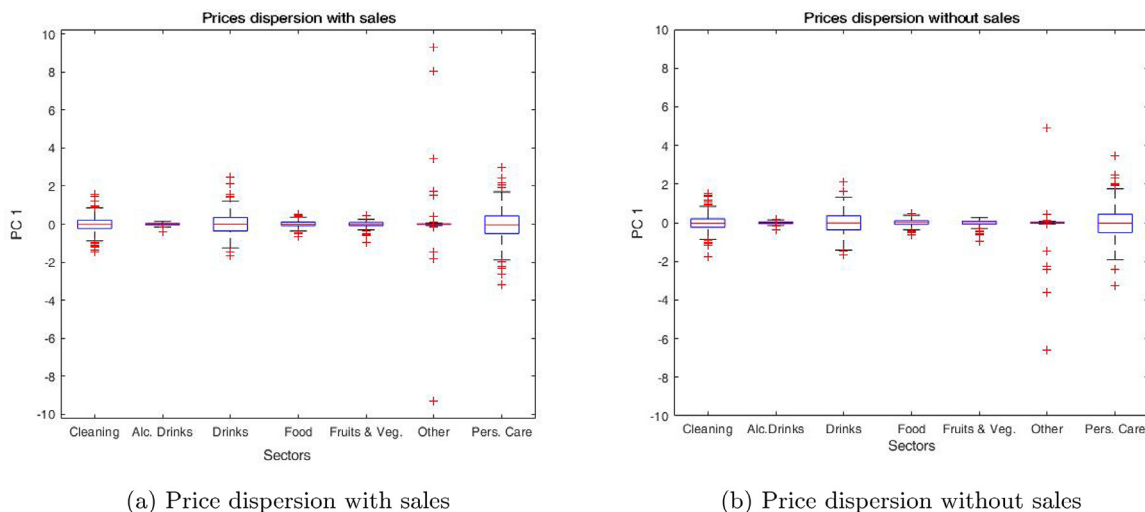 Prices dispersion with sales
10
8
6
4
2
0
-2
-4
-6
-8
-10
PC 1
Cleaning Alc. Drinks Drinks Food Fruits & Veg. Other Pers. Care
Sectors
(a) Price dispersion with sales
Prices dispersion without sales
10
8
6
4
2
0
-2
-4
-6
-8
-10
PC 1
Cleaning Alc.Drinks Drinks Food Fruits & Veg. Other Pers. Care
Sectors
(b) Price dispersion without sales